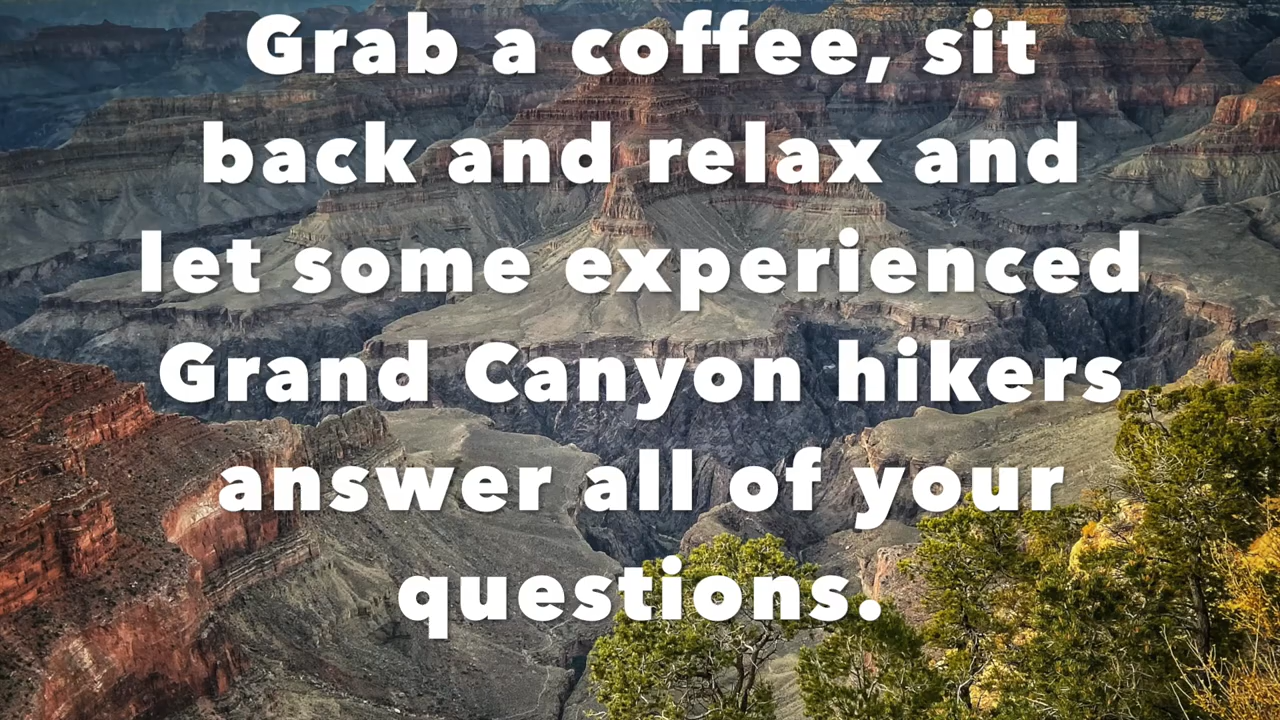 Grab a coffee, sit
back and relax and
let some experienced
Grand Canyon hikers
answer all of your
questions.